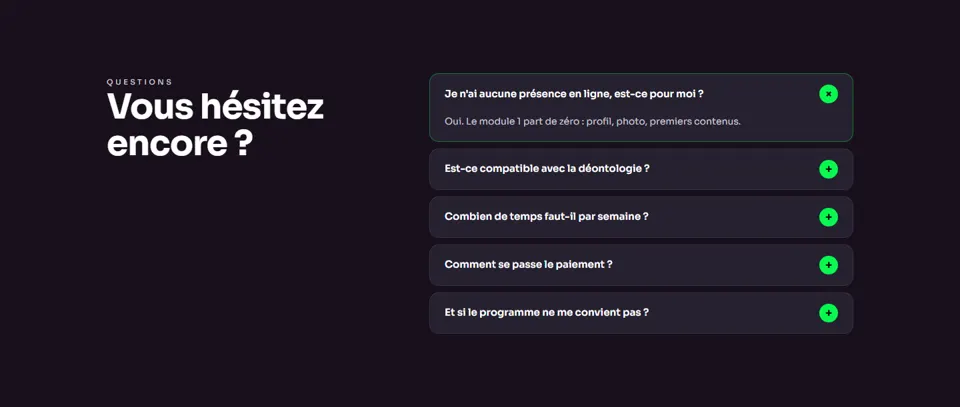 QUESTIONS
Vous hésitez
encore ?
Je n'ai aucune présence en ligne, est-ce pour moi ?
Oui. Le module 1 part de zéro : profil, photo, premiers contenus.
Est-ce compatible avec la déontologie ?
Combien de temps faut-il par semaine ?
Comment se passe le paiement ?
Et si le programme ne me convient pas ?